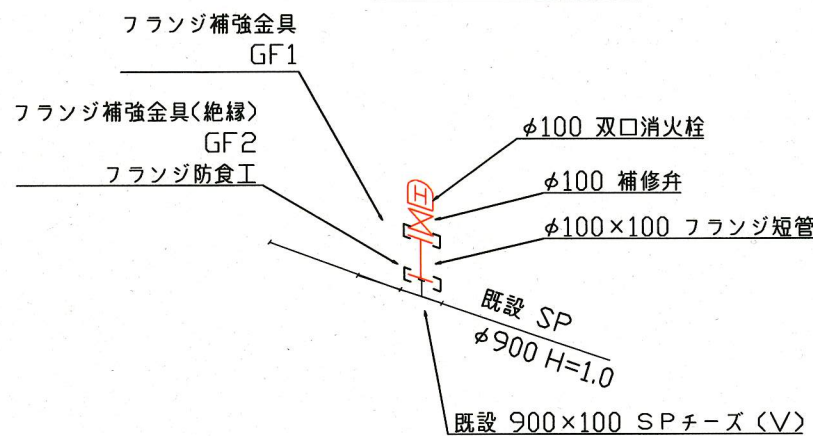 フランジ補強金具
GF1
フランジ補強金具(絶縁)
GF2
フランジ防食工
φ100 双口消火栓
φ100 補修弁
φ100×100 フランジ短管
既設 SP
φ900 H=1.0
既設 900×100 SPチーズ (V)